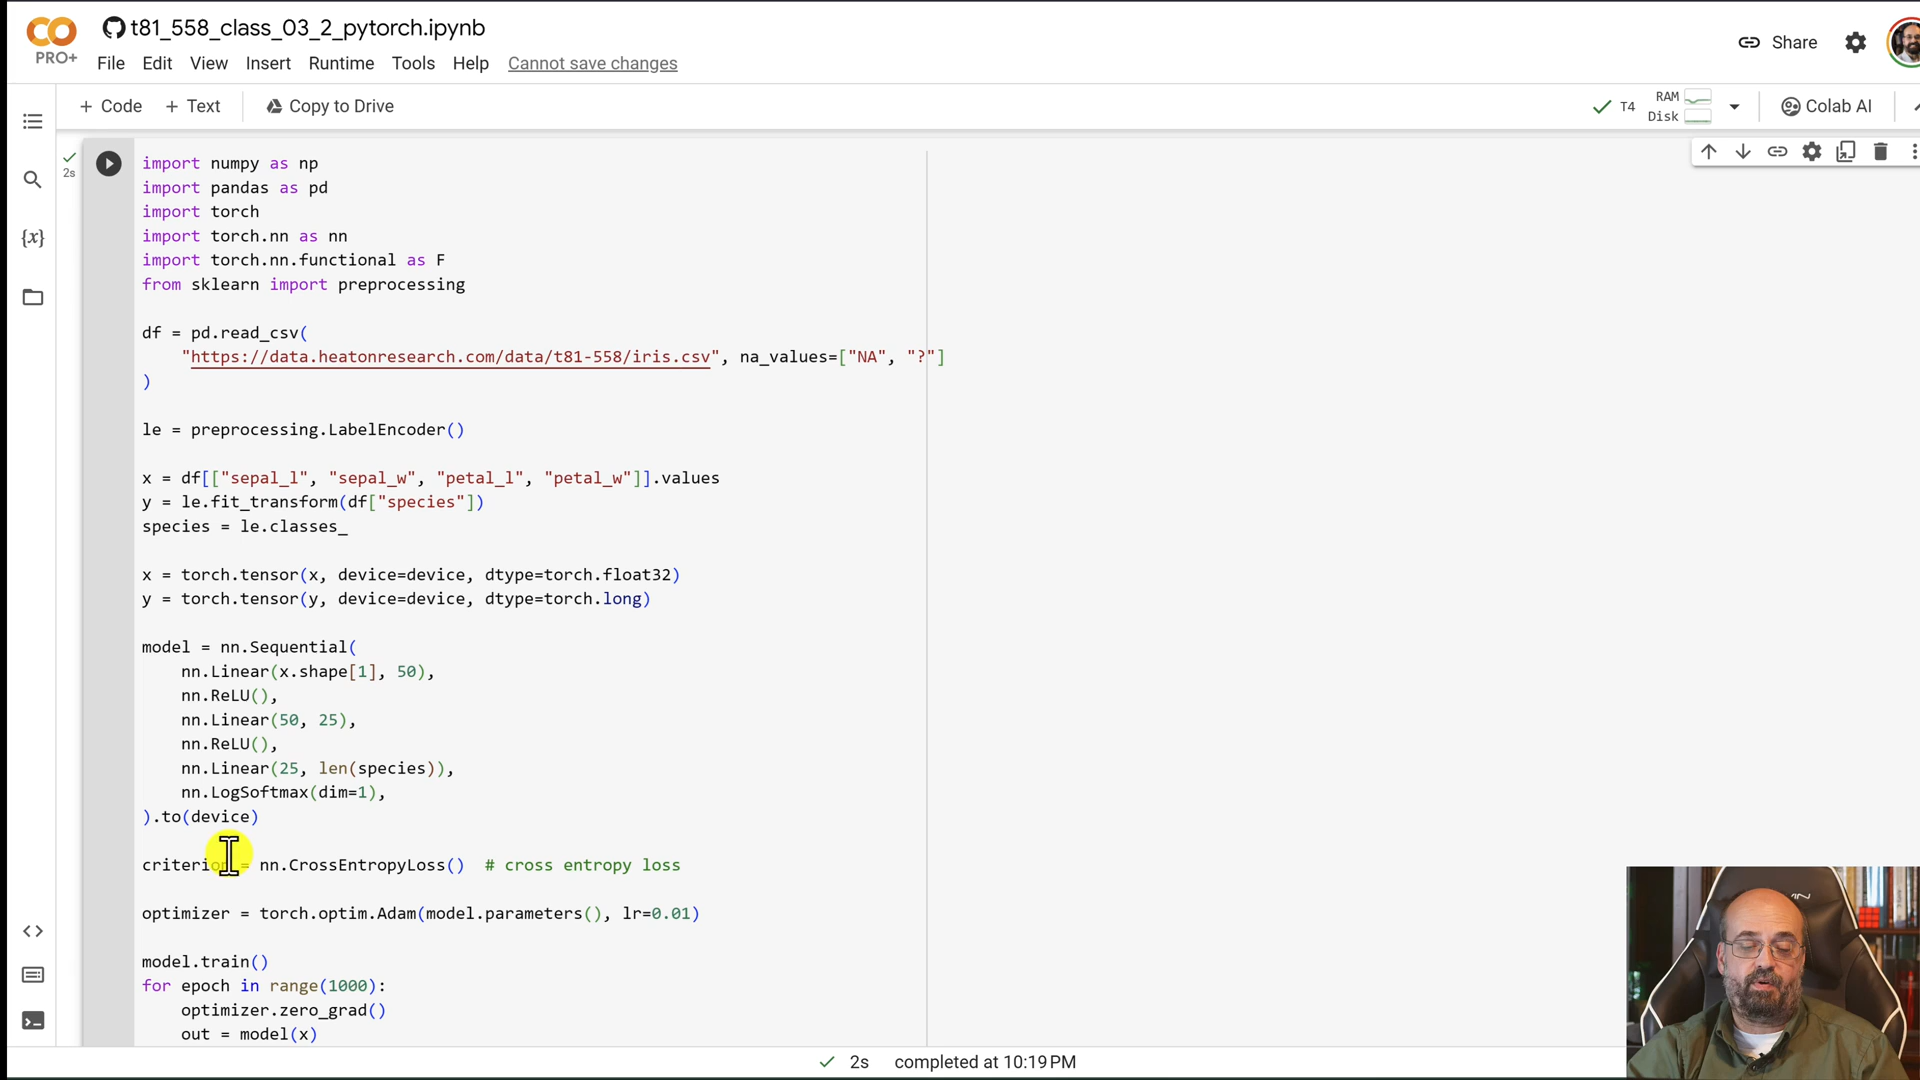 t81_558_class_03_2_pytorch.ipynb
PRO+
File Edit View Insert Runtime Tools Help Cannot save changes
Share
+ Code + Text Copy to Drive
T4 RAM Disk
Colab AI
2s
import numpy as np
import pandas as pd
import torch
import torch.nn as nn
import torch.nn.functional as F
from sklearn import preprocessing
df = pd.read_csv(
"https://data.heatonresearch.com/data/t81-558/iris.csv", na_values=["NA", "?"]
)
le = preprocessing.LabelEncoder()
x = df[["sepal_l", "sepal_w", "petal_l", "petal_w"]].values
y = le.fit_transform(df["species"])
species = le.classes_
x = torch.tensor(x, device=device, dtype=torch.float32)
y = torch.tensor(y, device=device, dtype=torch.long)
model = nn.Sequential(
nn.Linear(x.shape[1], 50),
nn.ReLU(),
nn.Linear(50, 25),
nn.ReLU(),
nn.Linear(25, len(species)),
nn.LogSoftmax(dim=1),
).to(device)
criterion = nn.CrossEntropyLoss() # cross entropy loss
optimizer = torch.optim.Adam(model.parameters(), lr=0.01)
model.train()
for epoch in range(1000):
optimizer.zero_grad()
out = model(x)
2s completed at 10:19 PM